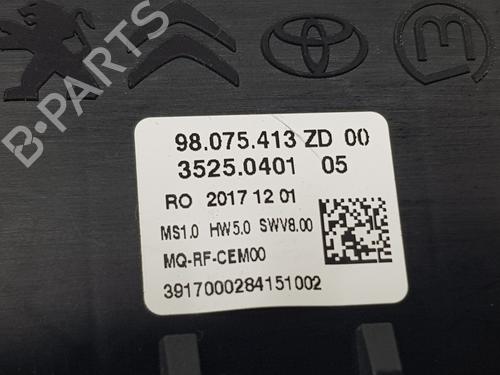 B-PARTS
98.075.413 ZD 00
3525.0401 05
RO 2017 12 01
MS1.0 HW5.0 SWV8.00
MQ-RF-CEM00
3917000284151002